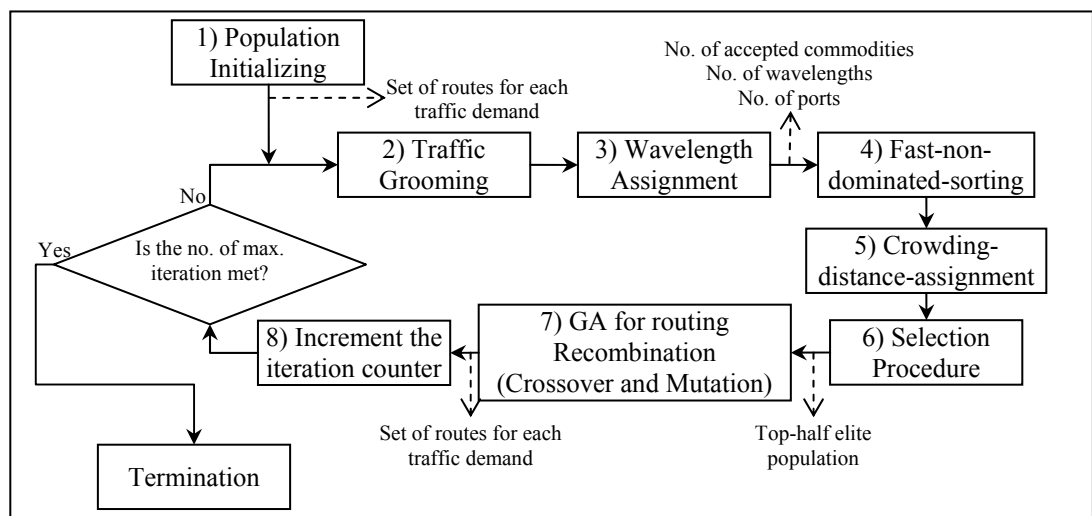 1) Population
Initializing
Set of routes for each
traffic demand
No. of accepted commodities
No. of wavelengths
No. of ports
2) Traffic
Grooming
3) Wavelength
Assignment
4) Fast-non-
dominated-sorting
5) Crowding-
distance-assignment
6) Selection
Procedure
Top-half elite
population
7) GA for routing
Recombination
(Crossover and Mutation)
Set of routes for each
traffic demand
8) Increment the
iteration counter
Is the no. of max.
iteration met?
No
Yes
Termination